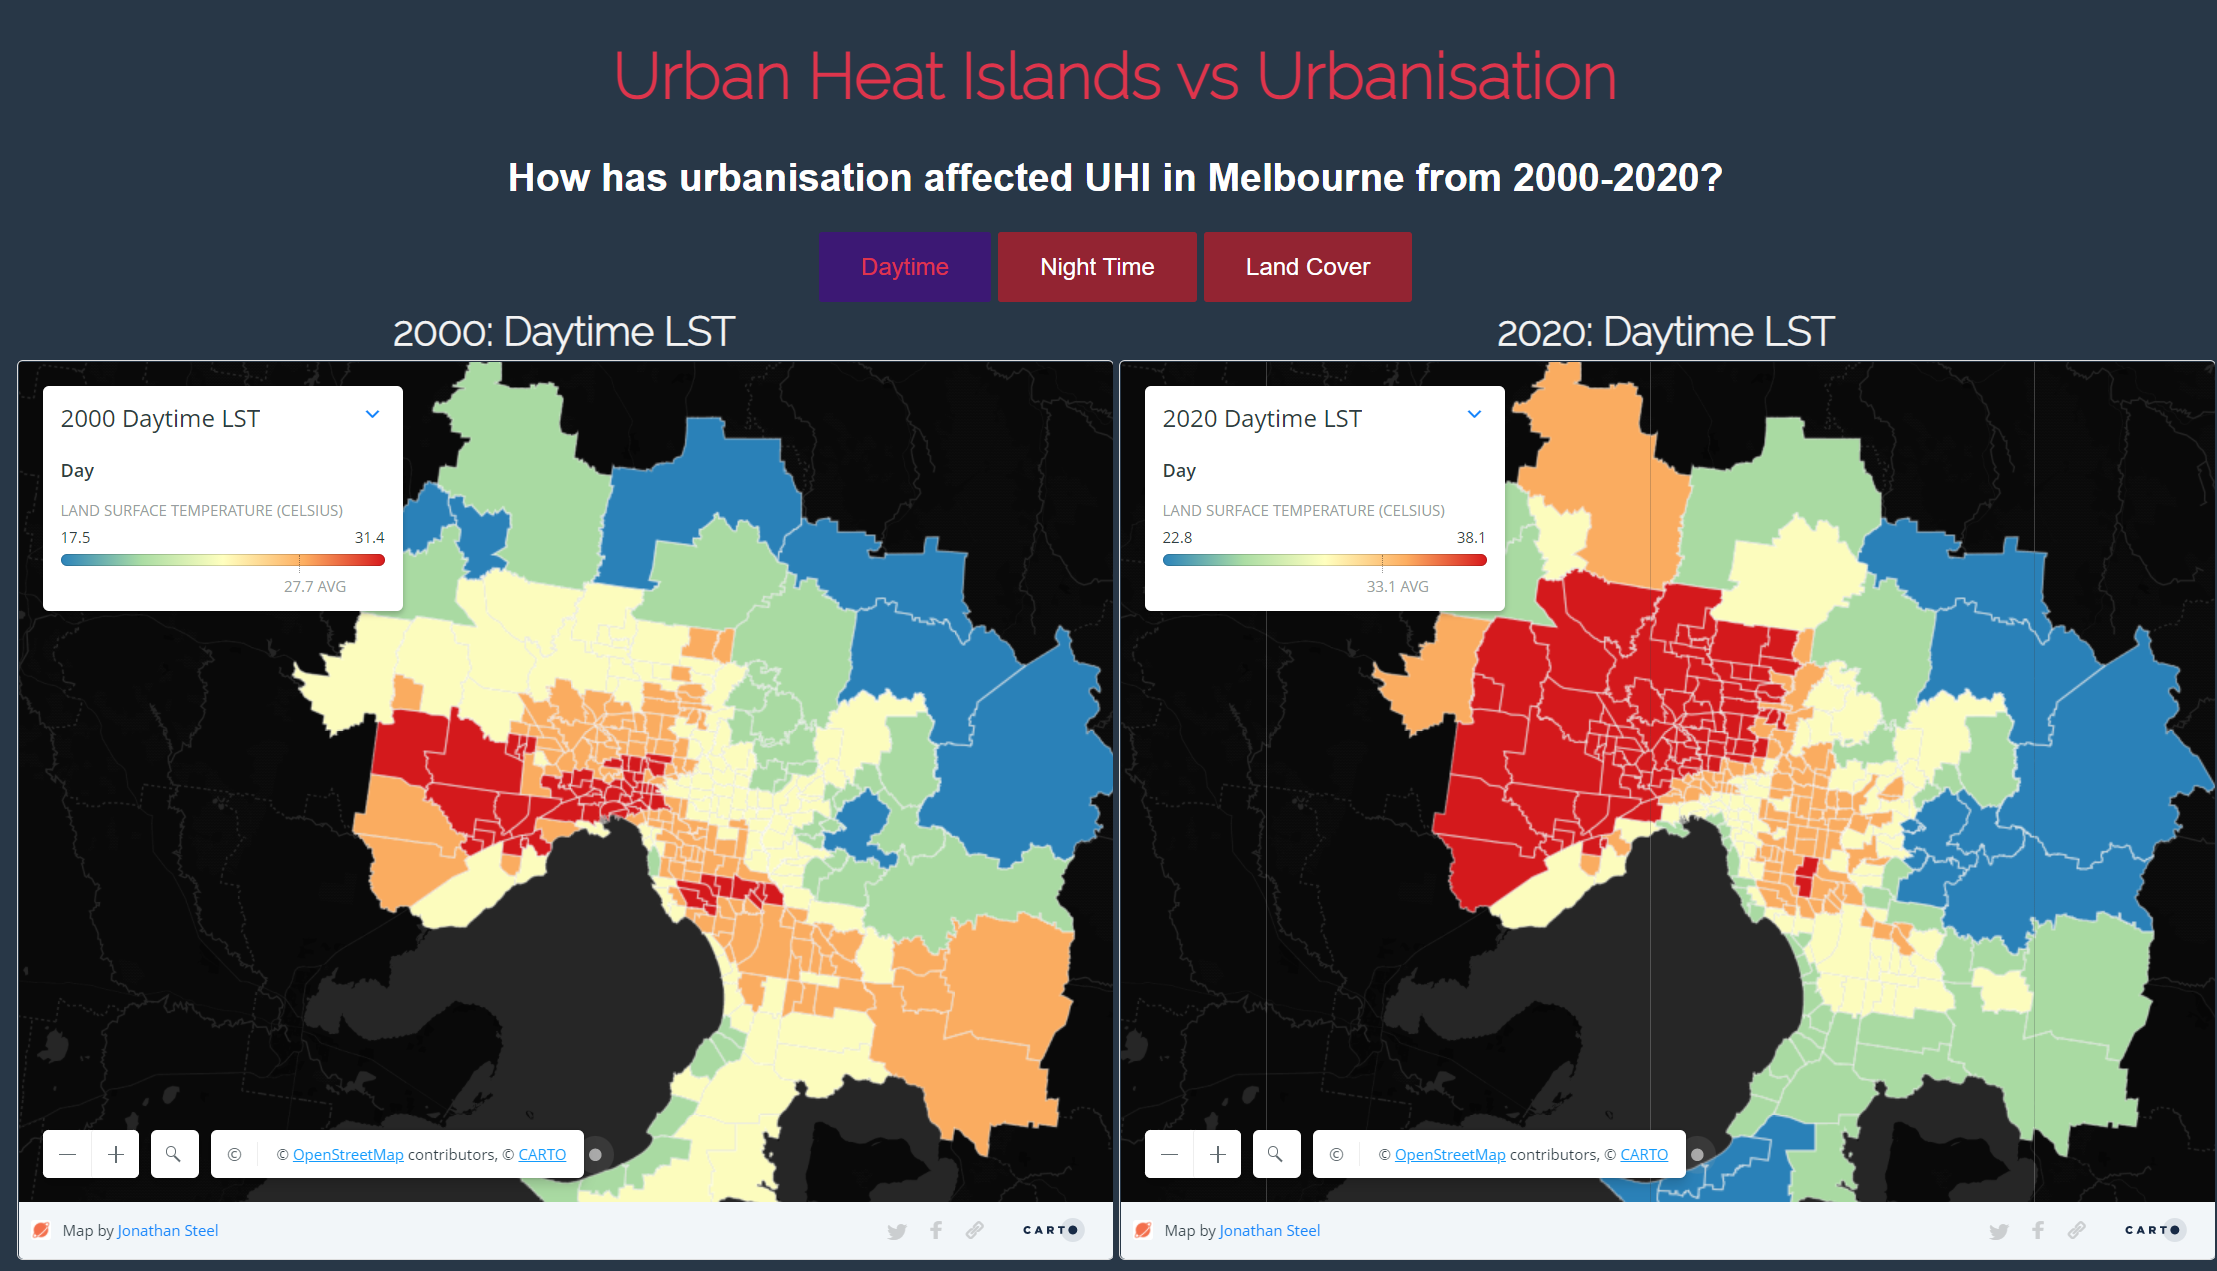 Urban Heat Islands vs Urbanisation
How has urbanisation affected UHI in Melbourne from 2000-2020?
Daytime
Night Time
Land Cover
2000: Daytime LST
2020: Daytime LST
2000 Daytime LST
Day
LAND SURFACE TEMPERATURE (CELSIUS)
17.5 31.4
27.7 AVG
© © OpenStreetMap contributors, © CARTO
Map by Jonathan Steel
CARTO
2020 Daytime LST
Day
LAND SURFACE TEMPERATURE (CELSIUS)
22.8 38.1
33.1 AVG
© © OpenStreetMap contributors, © CARTO
Map by Jonathan Steel
CARTO